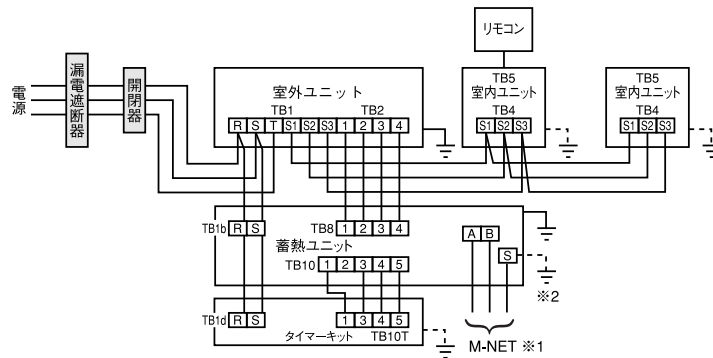 リモコン
電源
漏電遮断器
開閉器
室外ユニット
TB1 TB2
R S T S1 S2 S3 1 2 3 4
TB5
室内ユニット
TB4
S1 S2 S3
TB5
室内ユニット
TB4
S1 S2 S3
TB1b R S
TB8 1 2 3 4
蓄熱ユニット
TB10 1 2 3 4 5
A B
S
※2
TB1d R S
1 3 4 5
タイマーキット TB10T
M-NET ※1